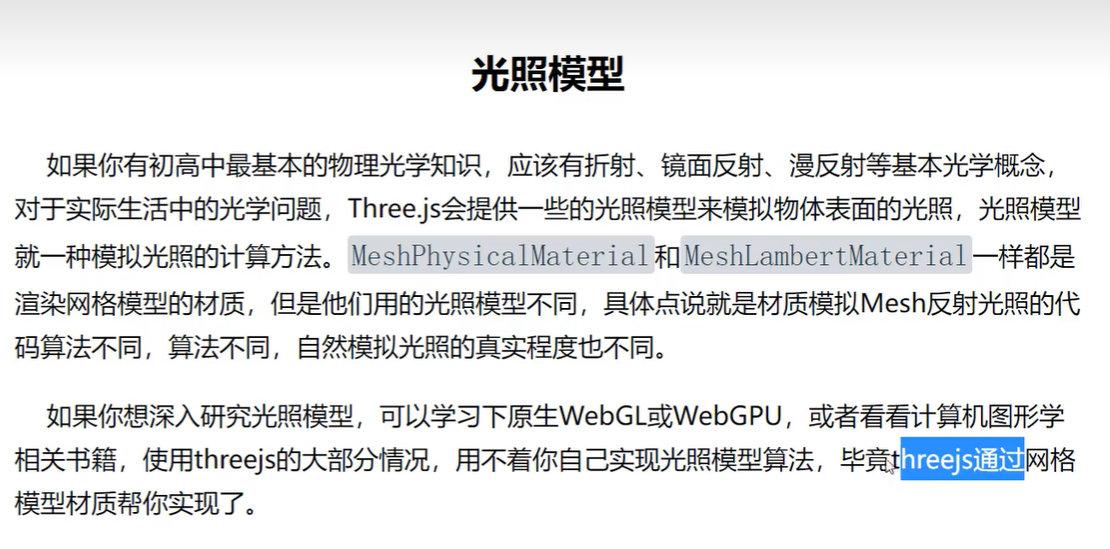 光照模型
如果你有初高中最基本的物理光学知识，应该有折射、镜面反射、漫反射等基本光学概念，
对于实际生活中的光学问题，Three.js会提供一些的光照模型来模拟物体表面的光照，光照模型
就一种模拟光照的计算方法。MeshPhysicalMaterial和MeshLambertMaterial一样都是
渲染网格模型的材质，但是他们用的光照模型不同，具体点说就是材质模拟Mesh反射光照的代
码算法不同，算法不同，自然模拟光照的真实程度也不同。
如果你想深入研究光照模型，可以学习下原生WebGL或WebGPU，或者看看计算机图形学
相关书籍，使用threejs的大部分情况，用不着你自己实现光照模型算法，毕竟threejs通过网格
模型材质帮你实现了。